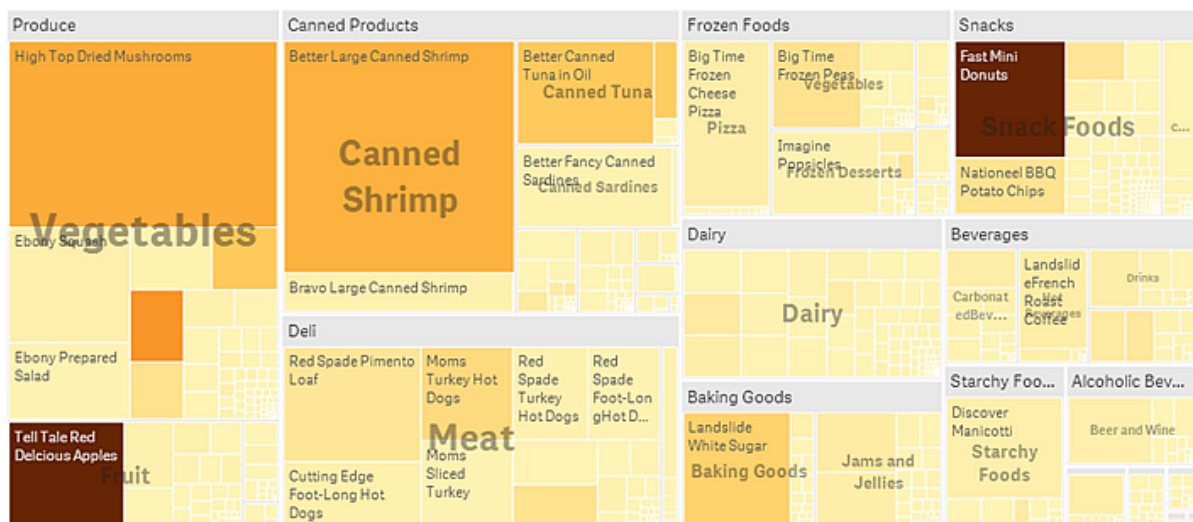 Produce
High Top Dried Mushrooms
Vegetables
Ebony Squash
Ebony Prepared
Salad
Tell Tale Red
Delcious Apples
Fruit
Canned Products
Better Large Canned Shrimp
Canned
Shrimp
Bravo Large Canned Shrimp
Better Canned
Tuna in Oil
Canned Tuna
Better Fancy Canned
Sardines
Canned Sardines
Deli
Red Spade Pimento
Loaf
Cutting Edge
Foot-Long Hot
Dogs
Moms
Turkey Hot
Dogs
Meat
Moms
Sliced
Turkey
Red
Spade
Turkey
Hot Dogs
Red
Spade
Foot-Lon
gHot D...
Frozen Foods
Big Time
Frozen
Cheese
Pizza
Pizza
Big Time
Frozen Peas
Vegetables
Imagine
Popsicles
Frozen Desserts
Dairy
Dairy
Baking Goods
Landslide
White Sugar
Baking Goods
Jams and
Jellies
Snacks
Fast Mini
Donuts
Snack Foods
C...
Nationeel BBQ
Potato Chips
Beverages
Carbonat
edBev...
Landslid
eFrench
Roast
Coffee
Hot
Beverages
Drinks
Starchy Foo...
Discover
Manicotti
Starchy
Foods
Alcoholic Bev...
Beer and Wine